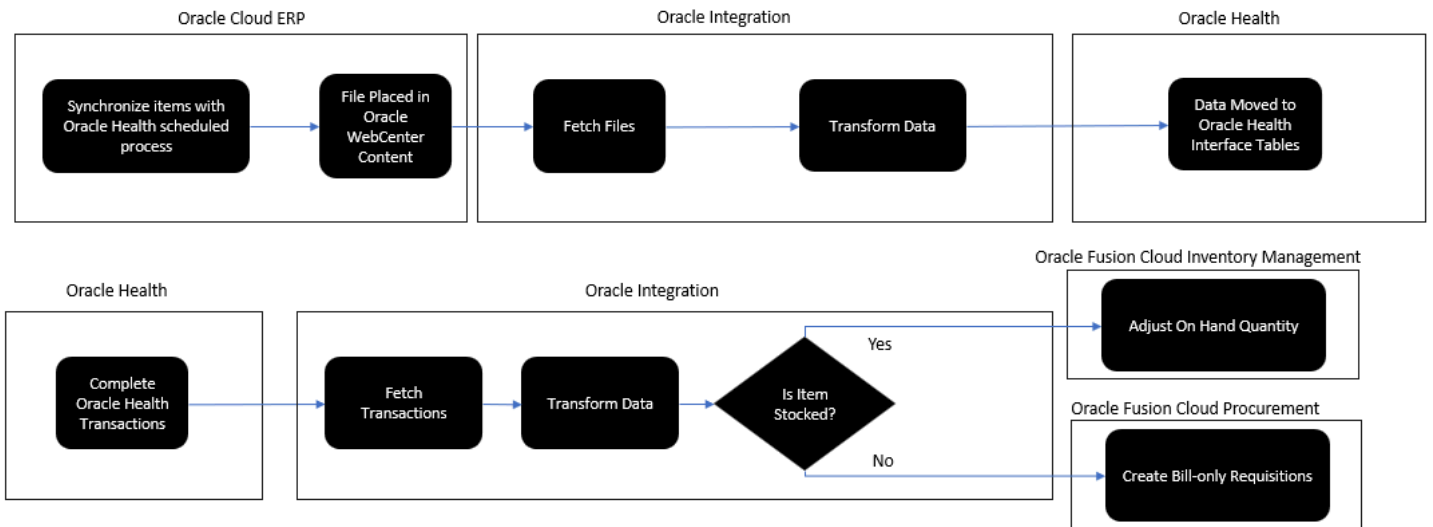 Oracle Cloud ERP
Oracle Integration
Oracle Health
Synchronize items with
Oracle Health scheduled
process
File Placed in
Oracle
WebCenter
Content
Fetch Files
Transform Data
Data Moved to
Oracle Health
Interface Tables
Oracle Health
Oracle Integration
Oracle Fusion Cloud Inventory Management
Complete
Oracle Health
Transactions
Fetch
Transactions
Transform Data
Is Item
Stocked?
Yes
Adjust On Hand Quantity
No
Oracle Fusion Cloud Procurement
Create Bill-only Requisitions